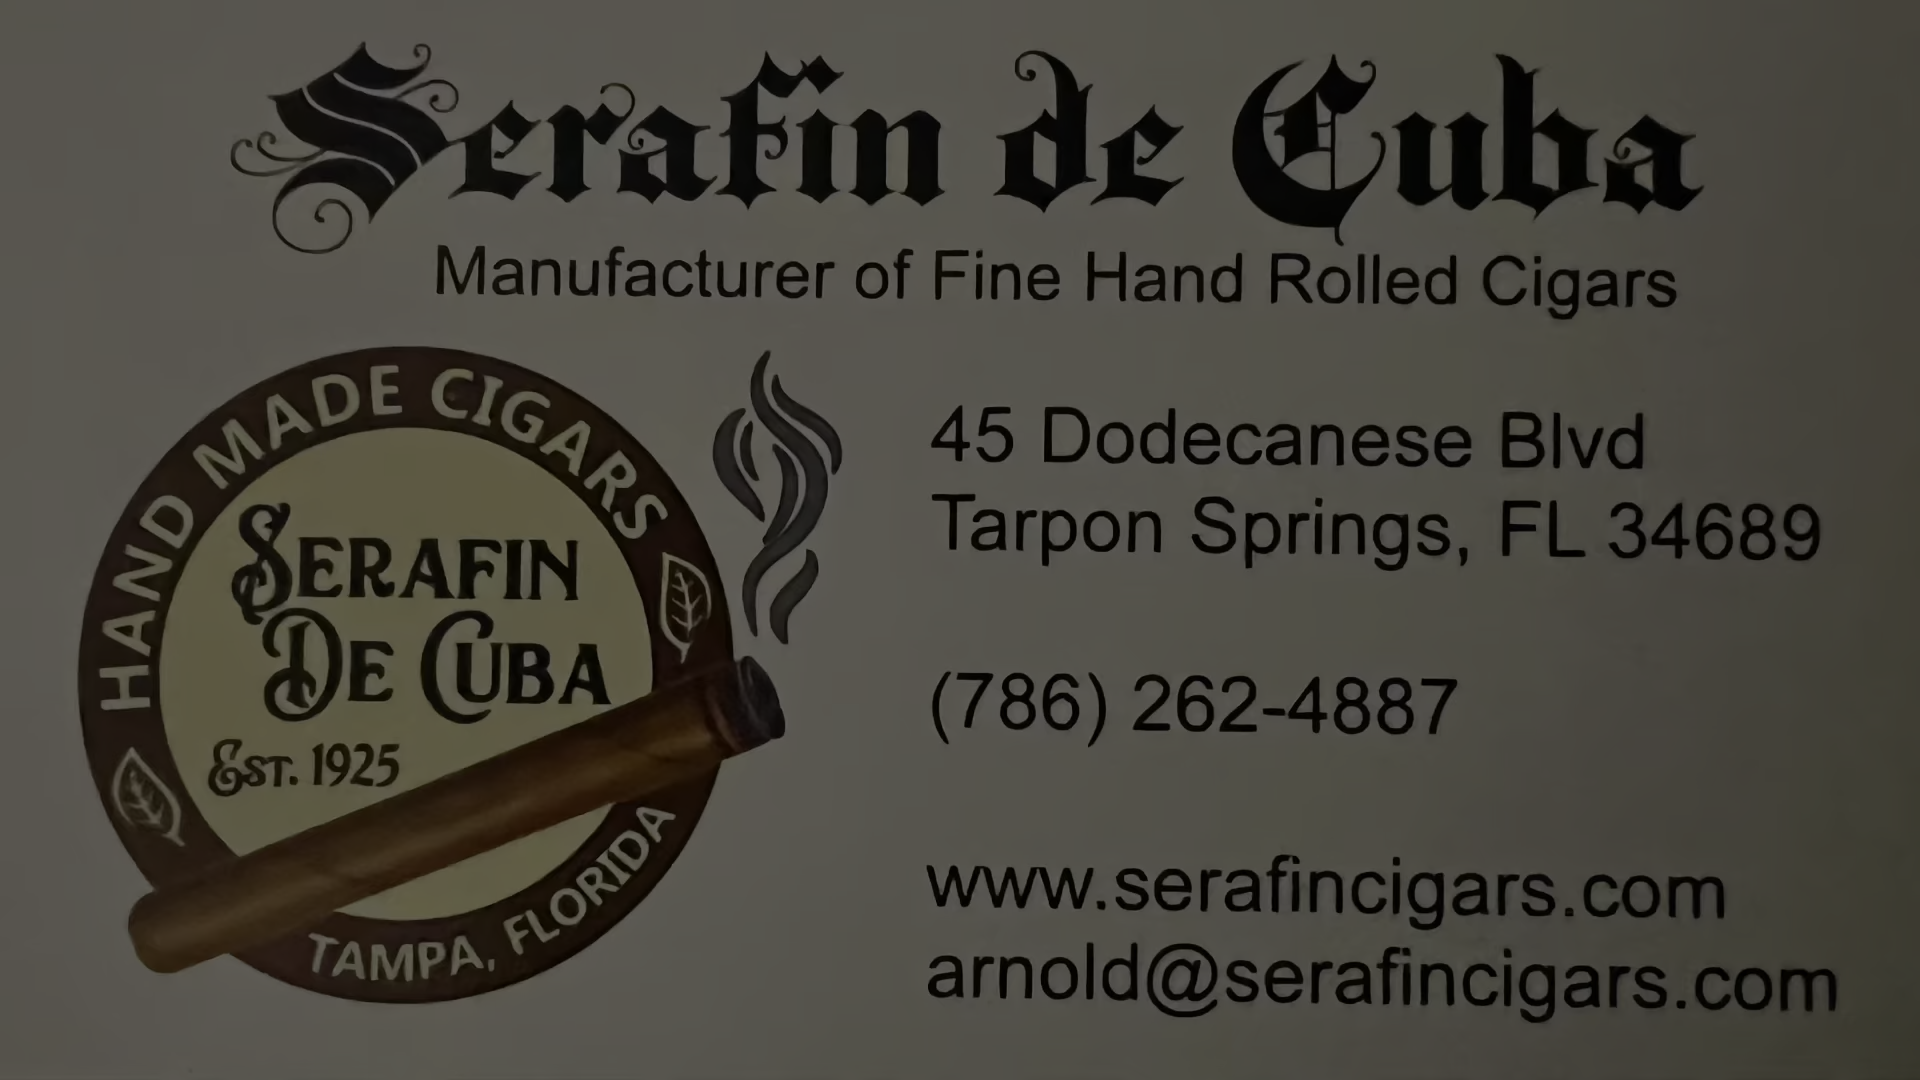 Serafin de Cuba
Manufacturer of Fine Hand Rolled Cigars
HAND MADE CIGARS
SERAFIN
DE CUBA
EST. 1925
TAMPA, FLORIDA
45 Dodecanese Blvd
Tarpon Springs, FL 34689
(786) 262-4887
www.serafincigars.com
arnold@serafincigars.com